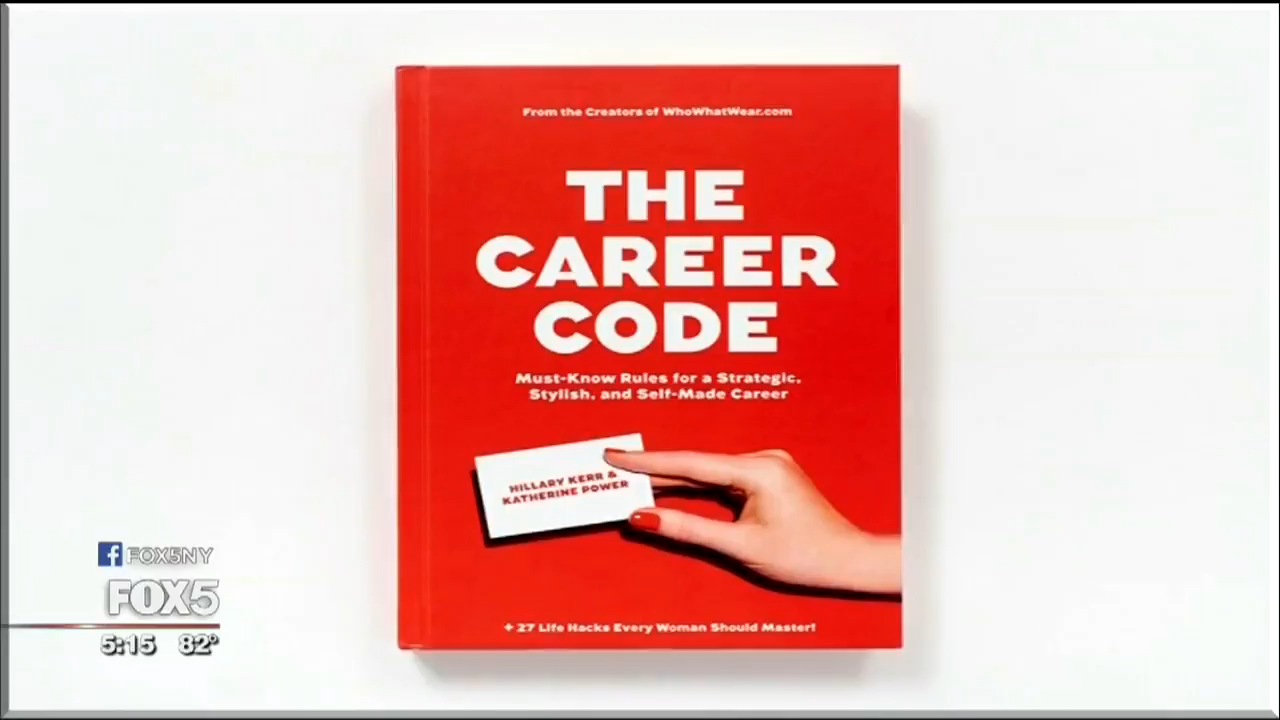 From the Creators of WhoWhatWear.com
THE
CAREER
CODE
Must-Know Rules for a Strategic,
Stylish, and Self-Made Career
HILLARY KERR &
KATHERINE POWER
+ 27 Life Hacks Every Woman Should Master!
f FOX5NY
FOX5
5:15 82°